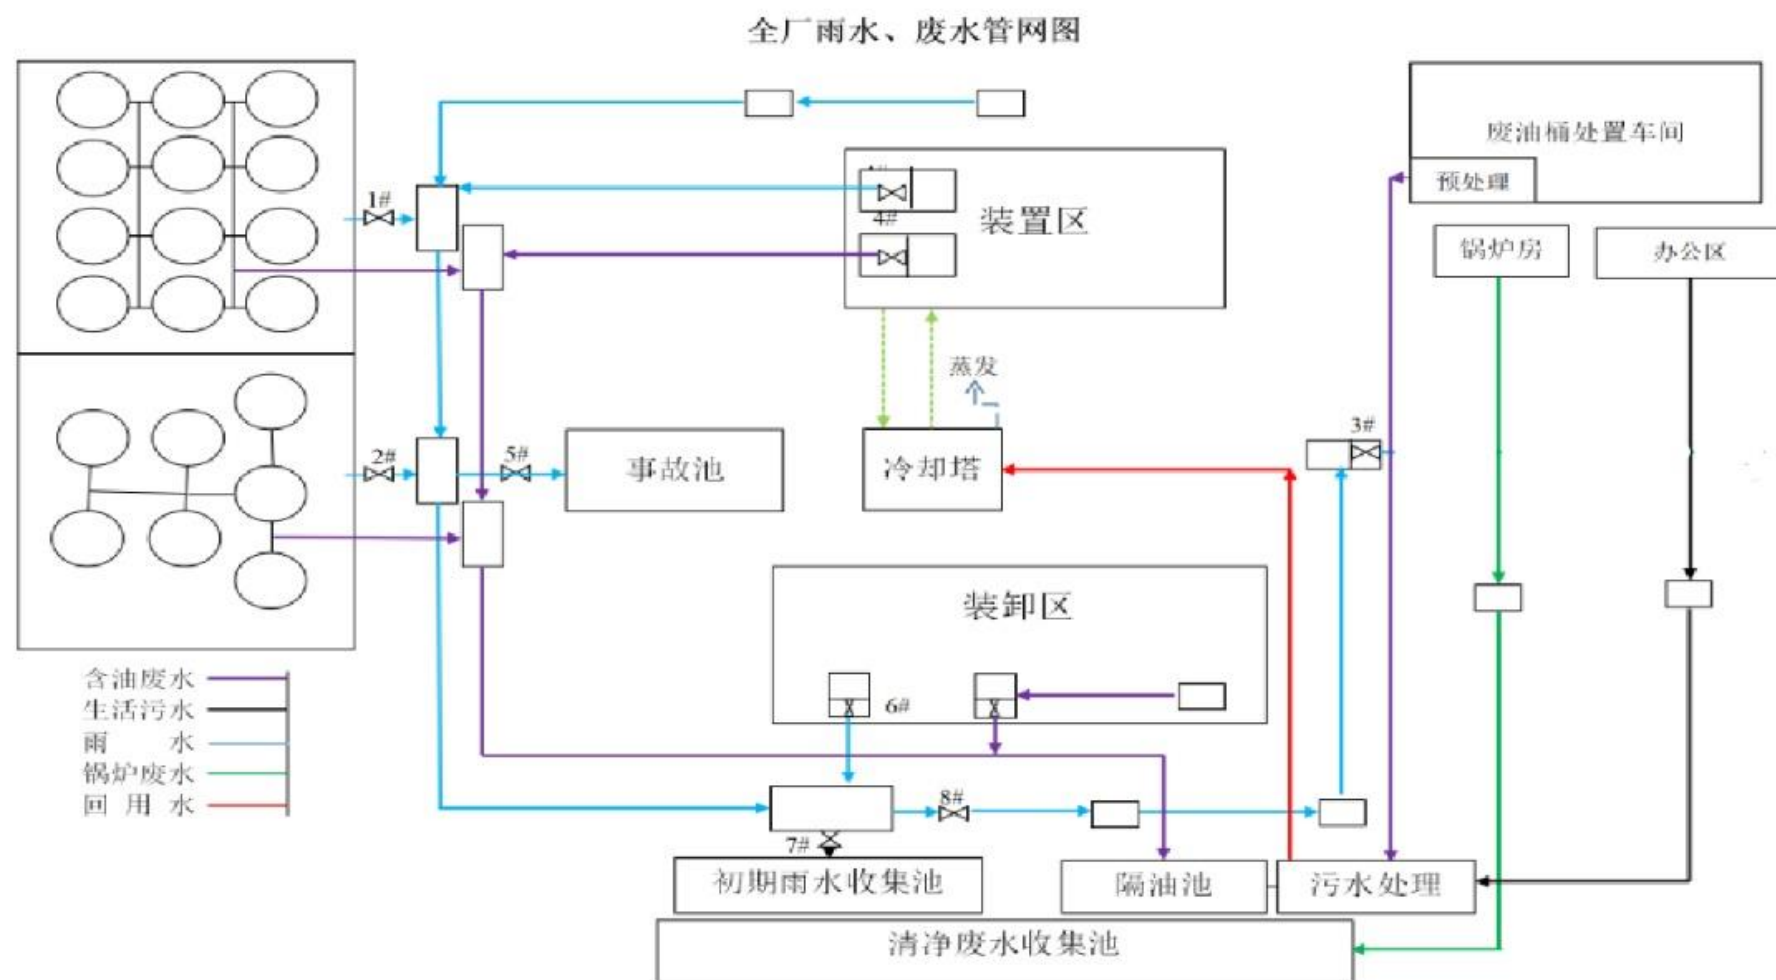 全厂雨水、废水管网图
废油桶处置车间
预处理
1#
4#
装置区
锅炉房
办公区
蒸发
2#
5#
事故池
冷却塔
3#
装卸区
6#
含油废水
生活污水
雨 水
锅炉废水
回 用 水
8#
7#
初期雨水收集池
隔油池
污水处理
清净废水收集池